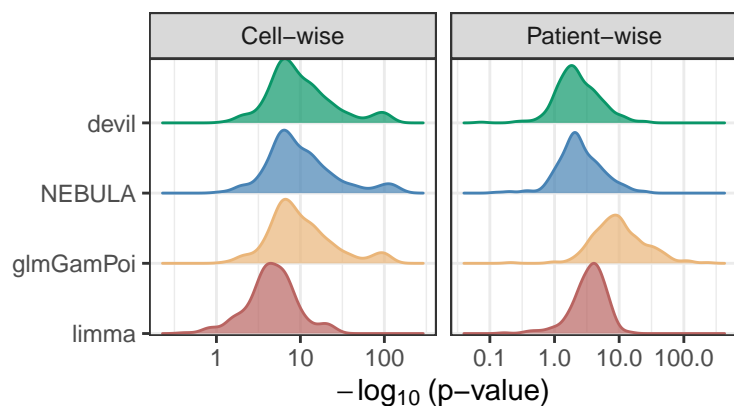 Cell−wise Patient−wise
devil
NEBULA
glmGamPoi
limma
1 10 100 0.1 1.0 10.0 100.0
−log₁₀ (p−value)